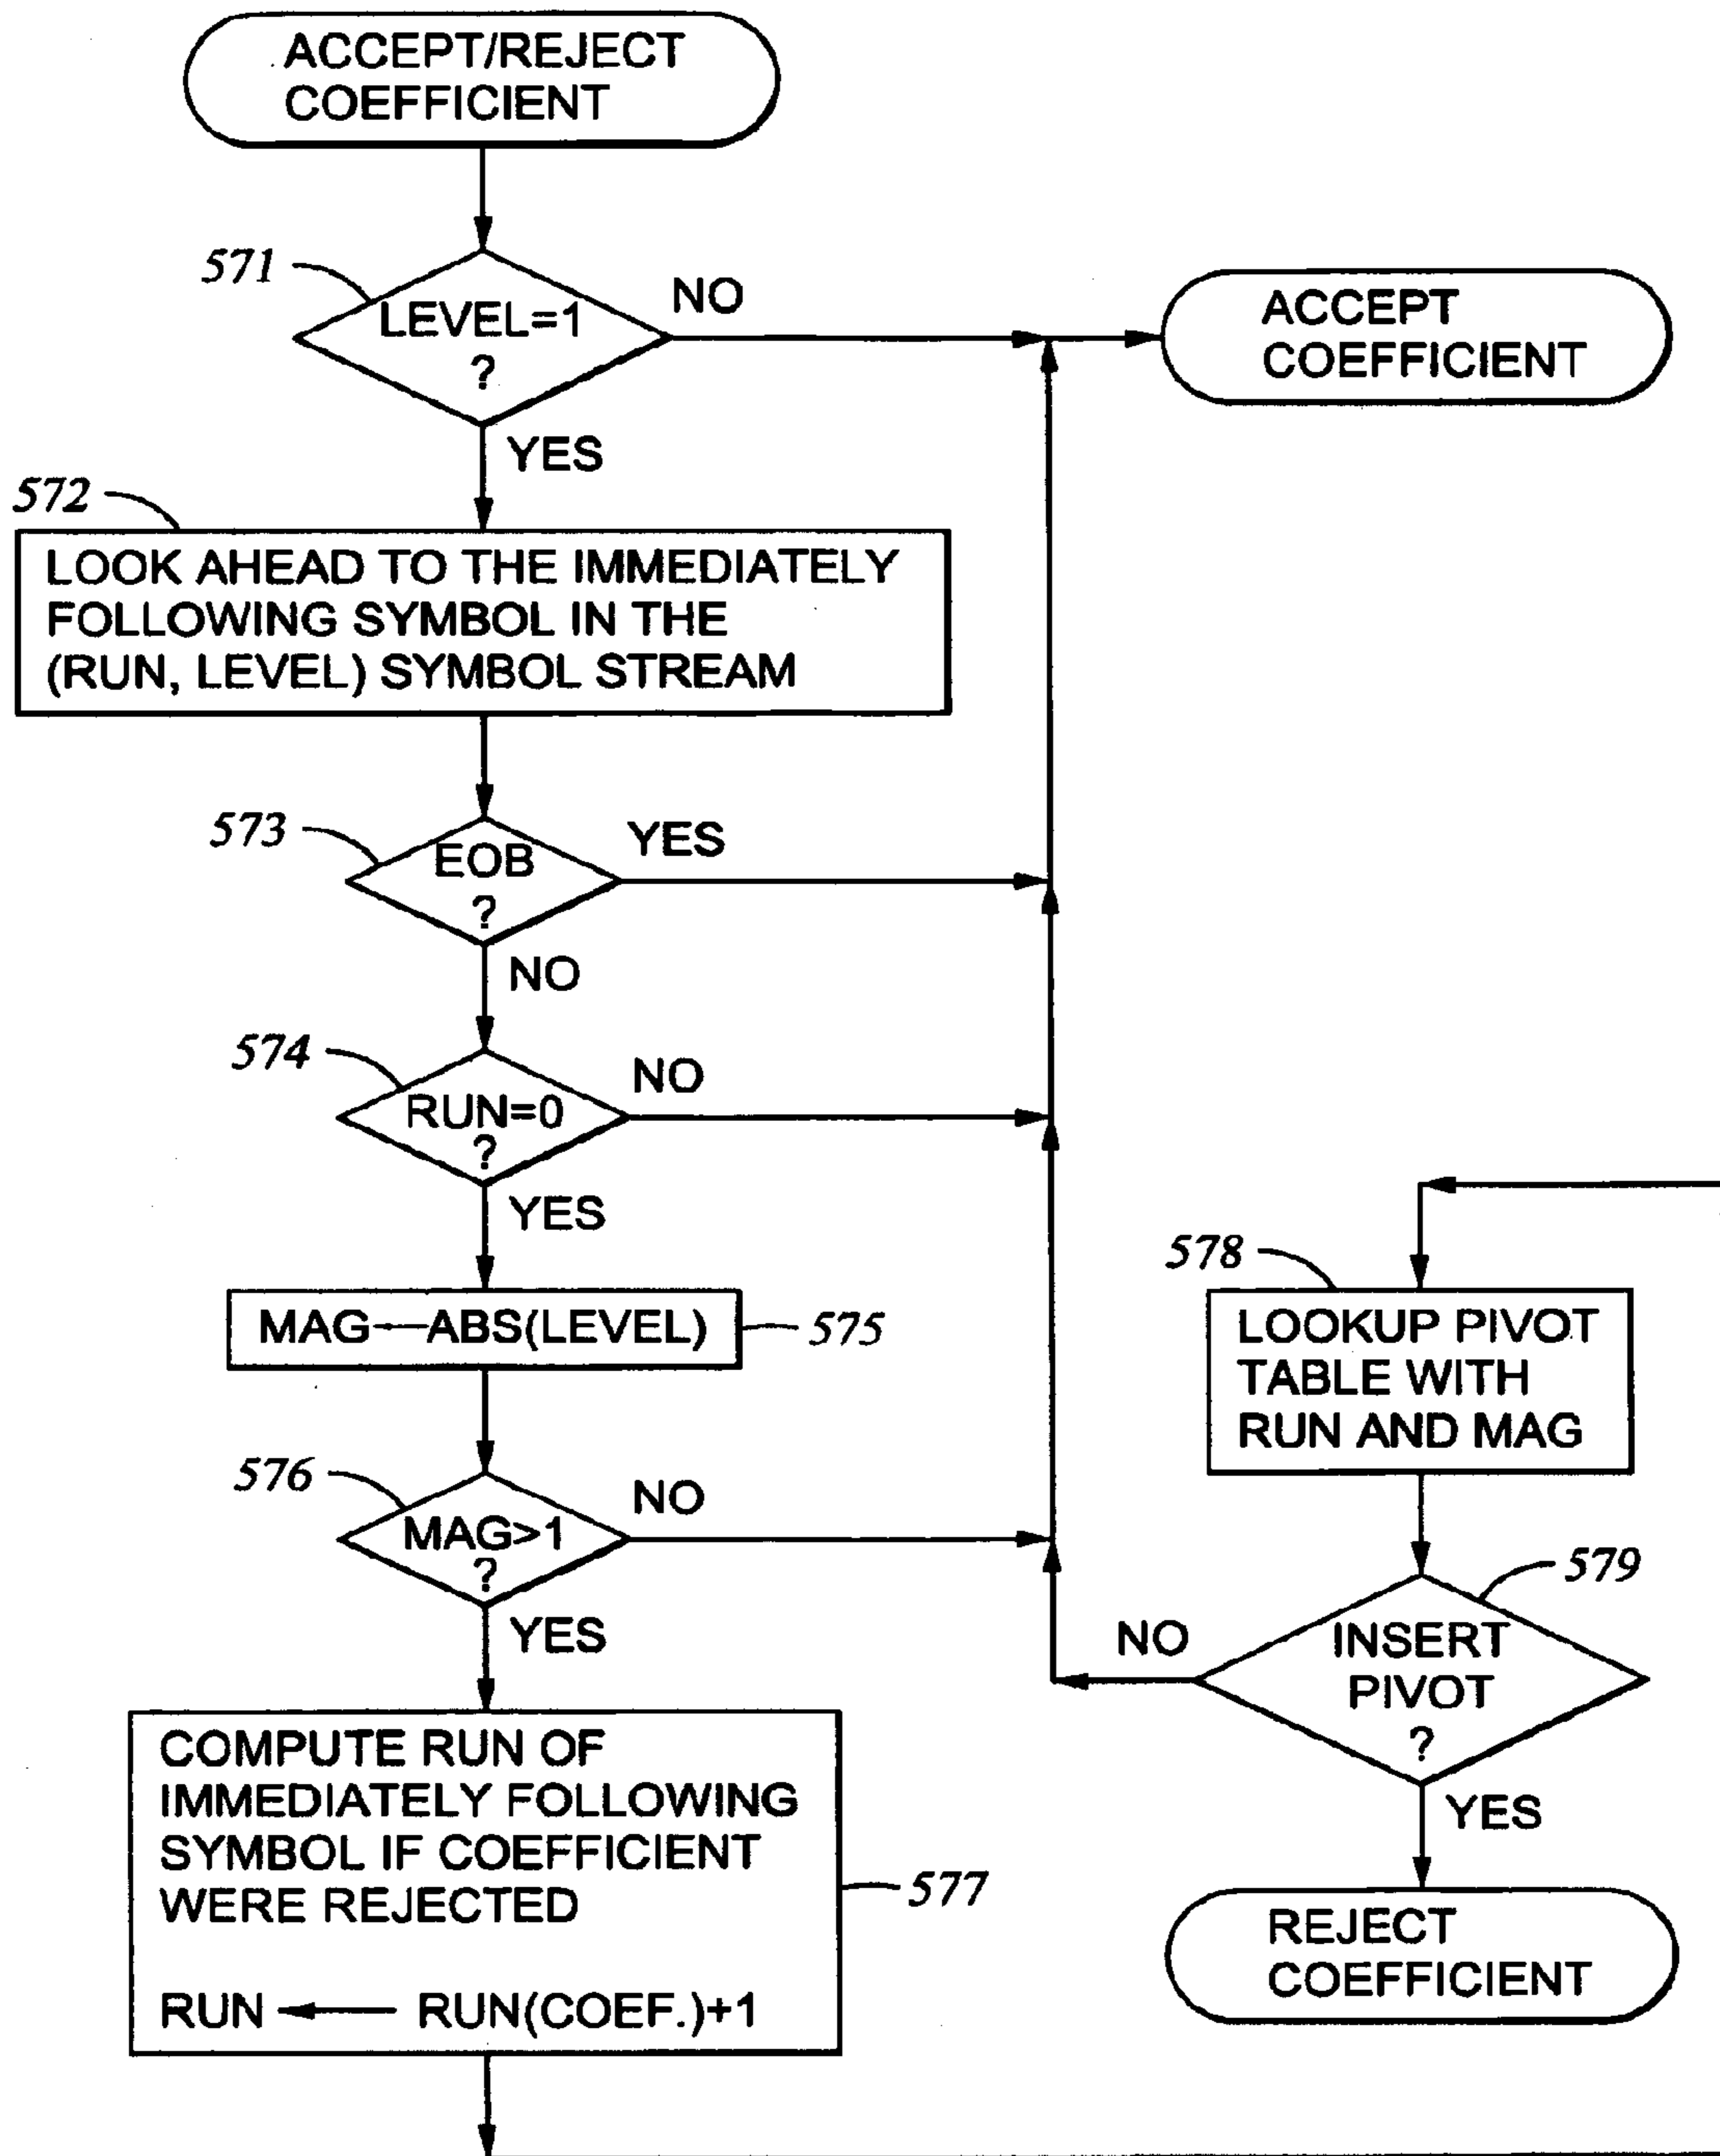 ACCEPT/REJECT
COEFFICIENT
571
LEVEL=1
?
NO
YES
ACCEPT
COEFFICIENT
572
LOOK AHEAD TO THE IMMEDIATELY
FOLLOWING SYMBOL IN THE
(RUN, LEVEL) SYMBOL STREAM
573
EOB
?
YES
NO
574
RUN=0
?
NO
YES
MAG←ABS(LEVEL)
575
576
MAG>1
?
NO
YES
COMPUTE RUN OF
IMMEDIATELY FOLLOWING
SYMBOL IF COEFFICIENT
WERE REJECTED
RUN ← RUN(COEF.)+1
577
578
LOOKUP PIVOT
TABLE WITH
RUN AND MAG
579
INSERT
PIVOT
?
NO
YES
REJECT
COEFFICIENT